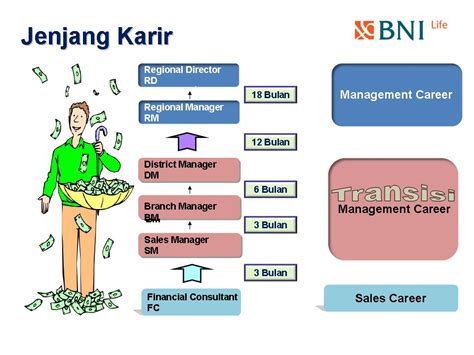 Jenjang Karir
BNI Life
Regional Director
RD
18 Bulan
Management Career
Regional Manager
RM
12 Bulan
District Manager
DM
6 Bulan
Transisi
Management Career
Branch Manager
BM
3 Bulan
Sales Manager
SM
3 Bulan
Financial Consultant
FC
Sales Career